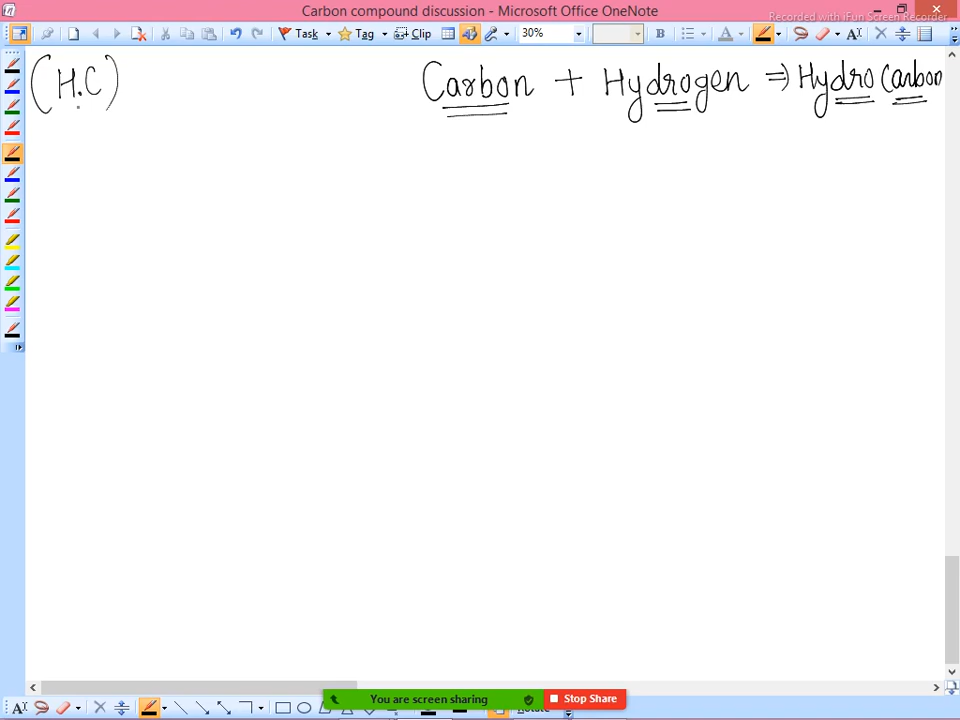 Carbon compound discussion - Microsoft Office OneNote
Recorded with iFun Screen Recorder
Task Tag Clip 30% B A
(H.C) Carbon + Hydrogen ⇒ Hydro Carbon
You are screen sharing Stop Share